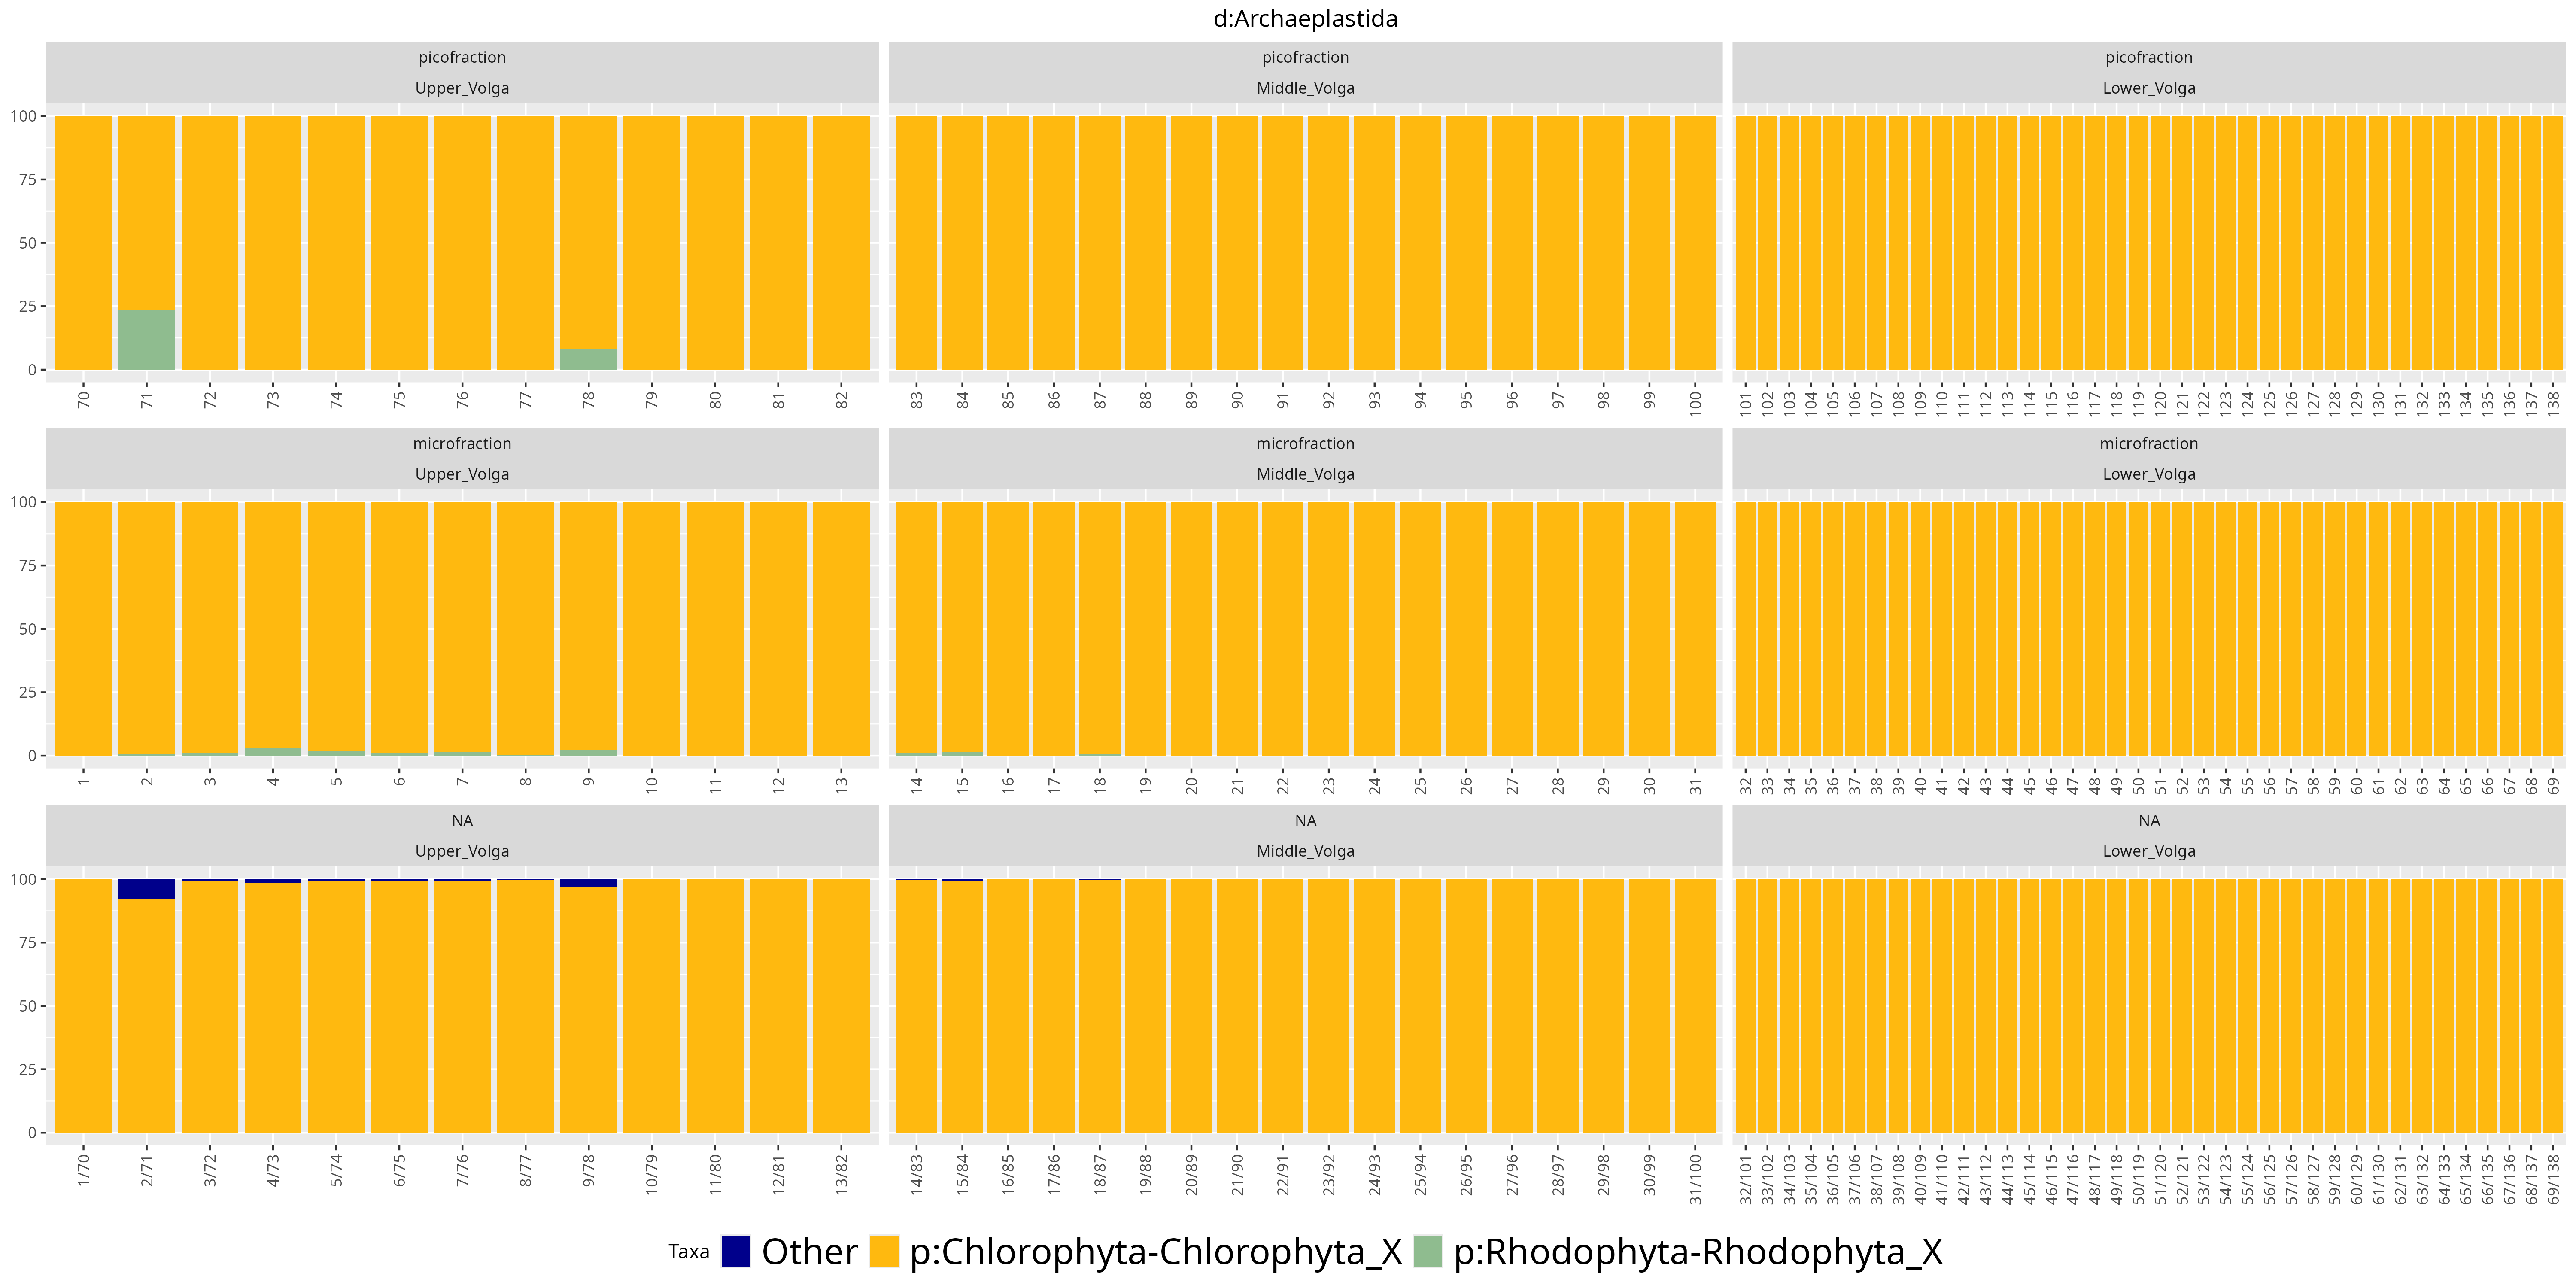 d:Archaeplastida
picofraction picofraction picofraction
Upper_Volga Middle_Volga Lower_Volga
100
75
50
25
0
70 71 72 73 74 75 76 77 78 79 80 81 82 83 84 85 86 87 88 89 90 91 92 93 94 95 96 97 98 99 100 101 102 103 104 105 106 107 108 109 110 111 112 113 114 115 116 117 118 119 120 121 122 123 124 125 126 127 128 129 130 131 132 133 134 135 136 137 138
microfraction microfraction microfraction
Upper_Volga Middle_Volga Lower_Volga
100
75
50
25
0
1 2 3 4 5 6 7 8 9 10 11 12 13 14 15 16 17 18 19 20 21 22 23 24 25 26 27 28 29 30 31 32 33 34 35 36 37 38 39 40 41 42 43 44 45 46 47 48 49 50 51 52 53 54 55 56 57 58 59 60 61 62 63 64 65 66 67 68 69
NA NA NA
Upper_Volga Middle_Volga Lower_Volga
100
75
50
25
0
1/70 2/71 3/72 4/73 5/74 6/75 7/76 8/77 9/78 10/79 11/80 12/81 13/82 14/83 15/84 16/85 17/86 18/87 19/88 20/89 21/90 22/91 23/92 24/93 25/94 26/95 27/96 28/97 29/98 30/99 31/100 32/101 33/102 34/103 35/104 36/105 37/106 38/107 39/108 40/109 41/110 42/111 43/112 44/113 45/114 46/115 47/116 48/117 49/118 50/119 51/120 52/121 53/122 54/123 55/124 56/125 57/126 58/127 59/128 60/129 61/130 62/131 63/132 64/133 65/134 66/135 67/136 68/137 69/138
Taxa Other p:Chlorophyta-Chlorophyta_X p:Rhodophyta-Rhodophyta_X